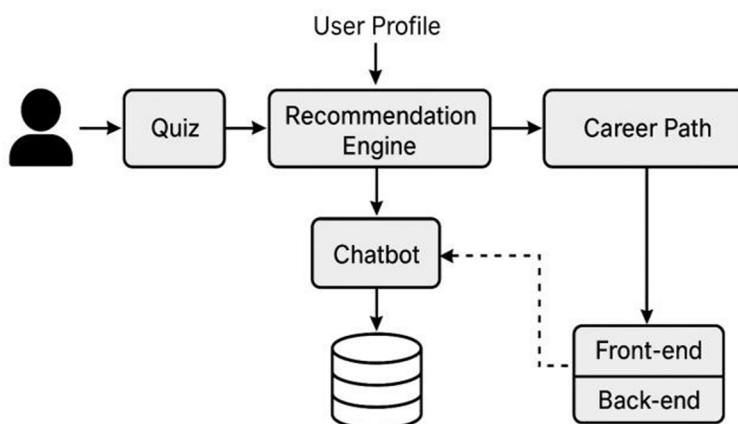 User Profile
Quiz
Recommendation
Engine
Career Path
Chatbot
Front-end
Back-end